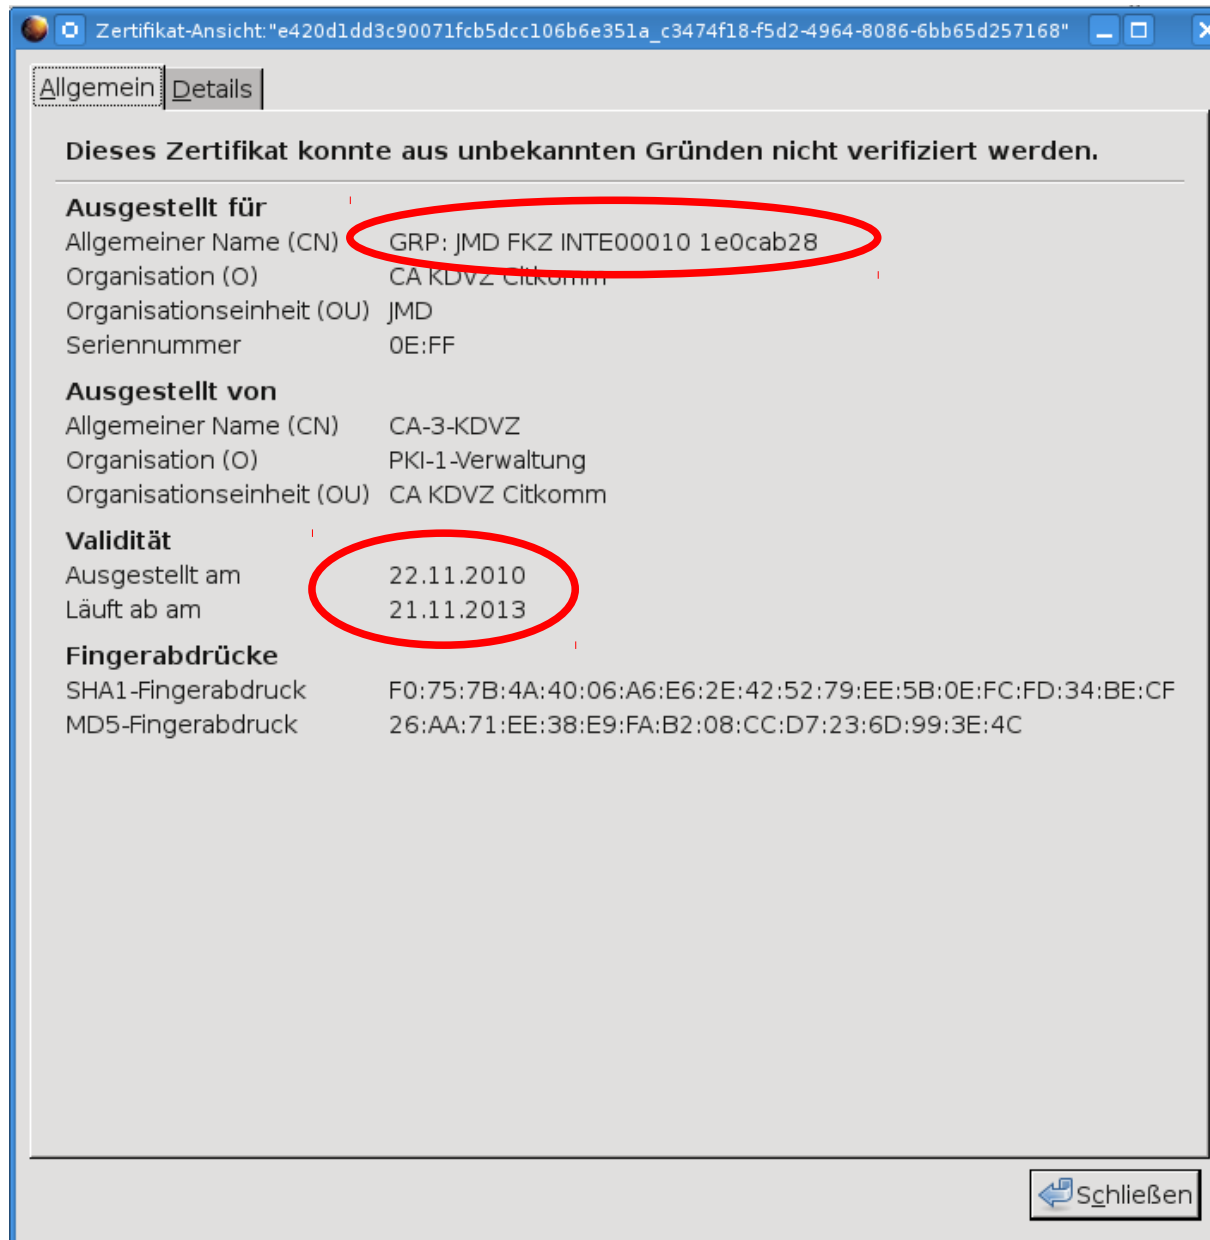 Zertifikat-Ansicht:"e420d1dd3c90071fcb5dcc106b6e351a_c3474f18-f5d2-4964-8086-6bb65d257168"
Allgemein Details
Dieses Zertifikat konnte aus unbekannten Gründen nicht verifiziert werden.
Ausgestellt für
Allgemeiner Name (CN) GRP: JMD FKZ INTE00010 1e0cab28
Organisation (O) CA KDVZ Citkomm
Organisationseinheit (OU) JMD
Seriennummer 0E:FF
Ausgestellt von
Allgemeiner Name (CN) CA-3-KDVZ
Organisation (O) PKI-1-Verwaltung
Organisationseinheit (OU) CA KDVZ Citkomm
Validität
Ausgestellt am 22.11.2010
Läuft ab am 21.11.2013
Fingerabdrücke
SHA1-Fingerabdruck F0:75:7B:4A:40:06:A6:E6:2E:42:52:79:EE:5B:0E:FC:FD:34:BE:CF
MD5-Fingerabdruck 26:AA:71:EE:38:E9:FA:B2:08:CC:D7:23:6D:99:3E:4C
Schließen